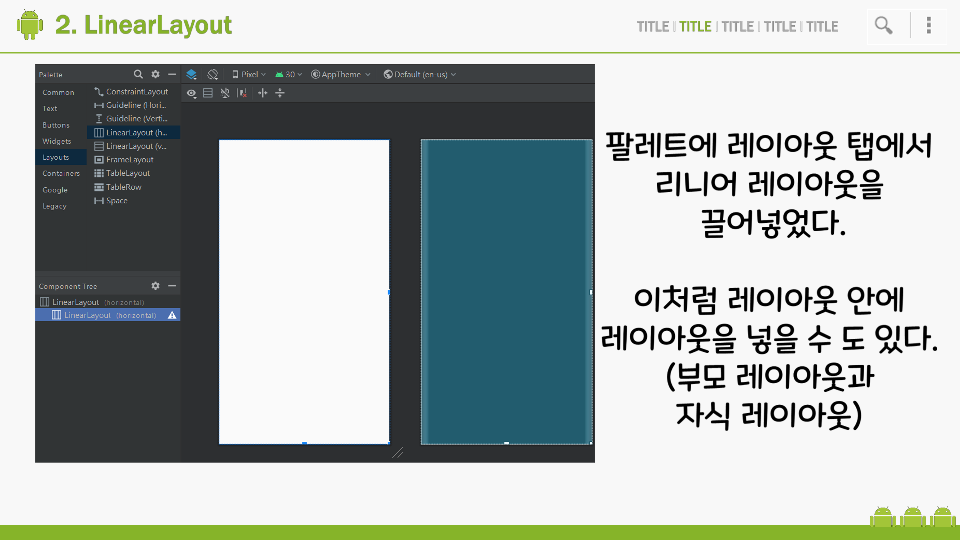 2. LinearLayout
TITLE | TITLE | TITLE | TITLE | TITLE
Palette
Pixel
30
AppTheme
Default (en-us)
Common
Text
Buttons
Widgets
Layouts
Containers
Google
Legacy
ConstraintLayout
Guideline (Hori...
Guideline (Verti...
LinearLayout (h...
LinearLayout (v...
FrameLayout
TableLayout
TableRow
Space
Component Tree
LinearLayout (horizontal)
LinearLayout (horizontal)
팔레트에 레이아웃 탭에서
리니어 레이아웃을
끌어넣었다.
이처럼 레이아웃 안에
레이아웃을 넣을 수 도 있다.
(부모 레이아웃과
자식 레이아웃)